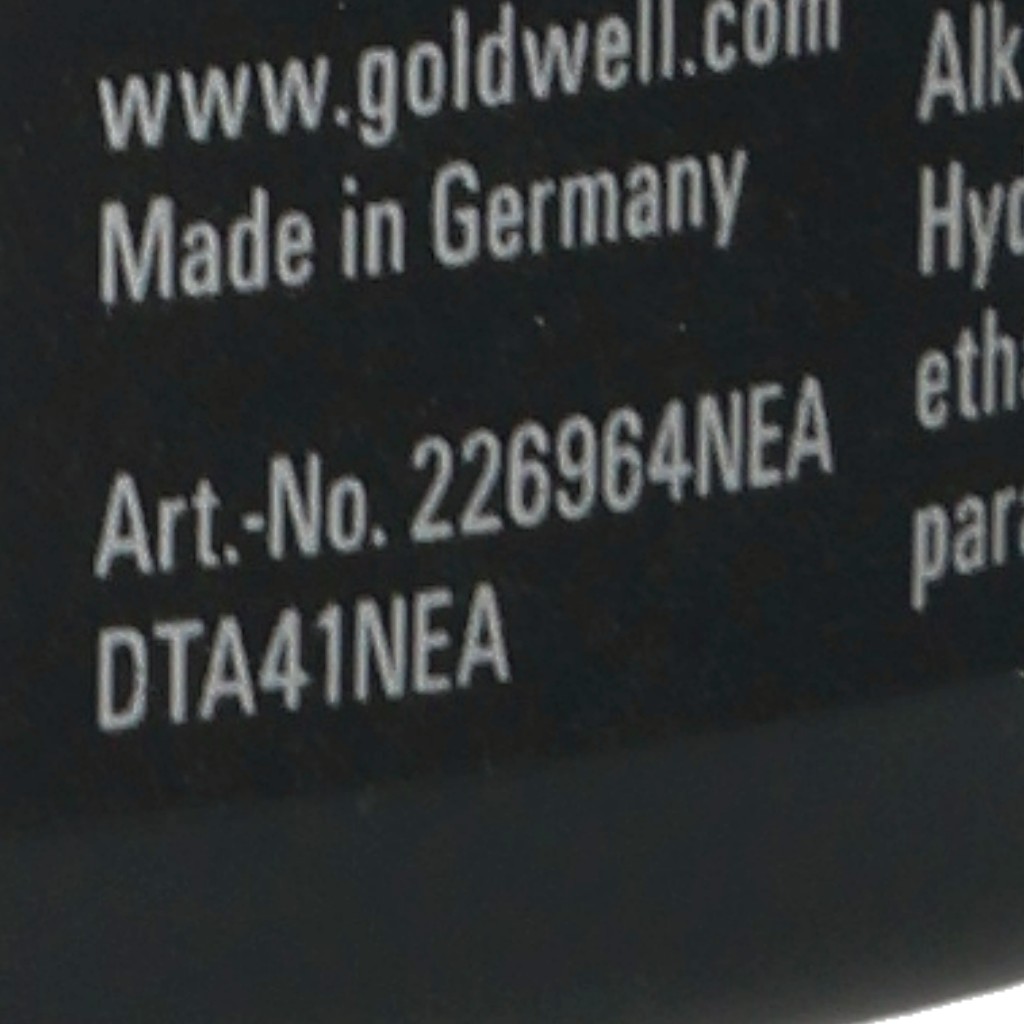 www.goldwell.com
Made in Germany
Art.-No. 226964NEA
DTA41NEA